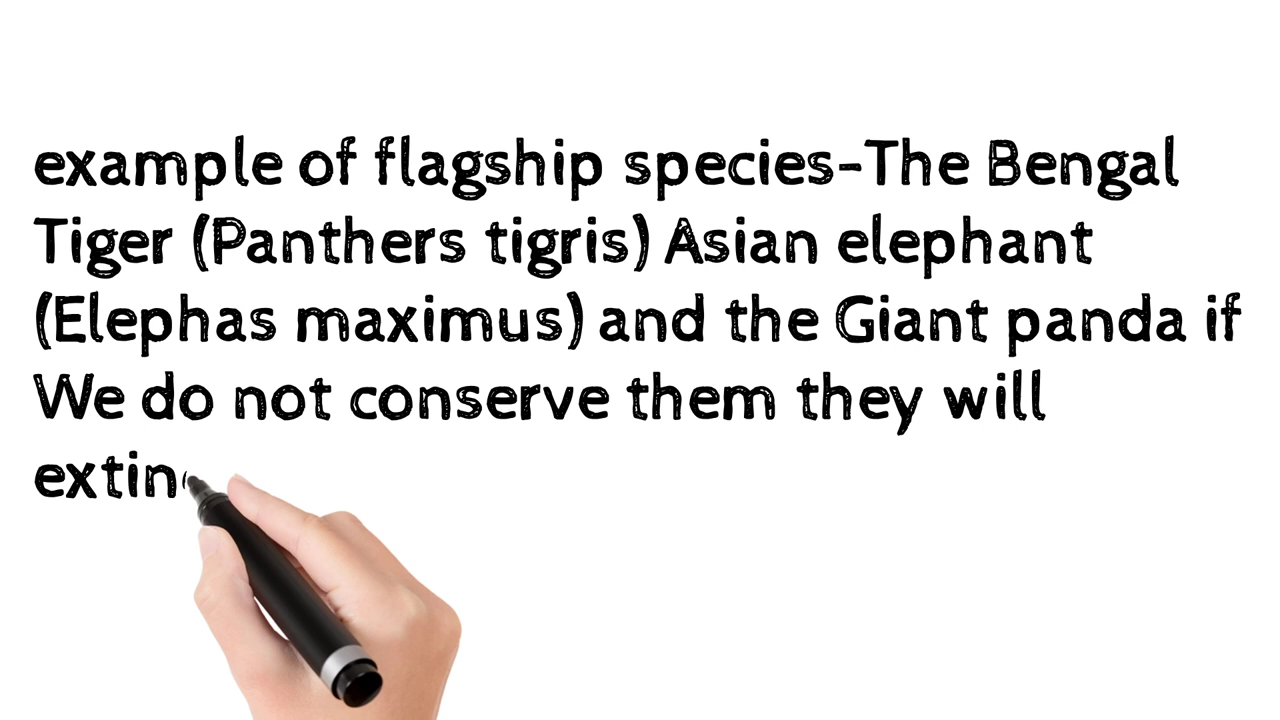 example of flagship species-The Bengal
Tiger (Panthers tigris) Asian elephant
(Elephas maximus) and the Giant panda if
We do not conserve them they will
extin